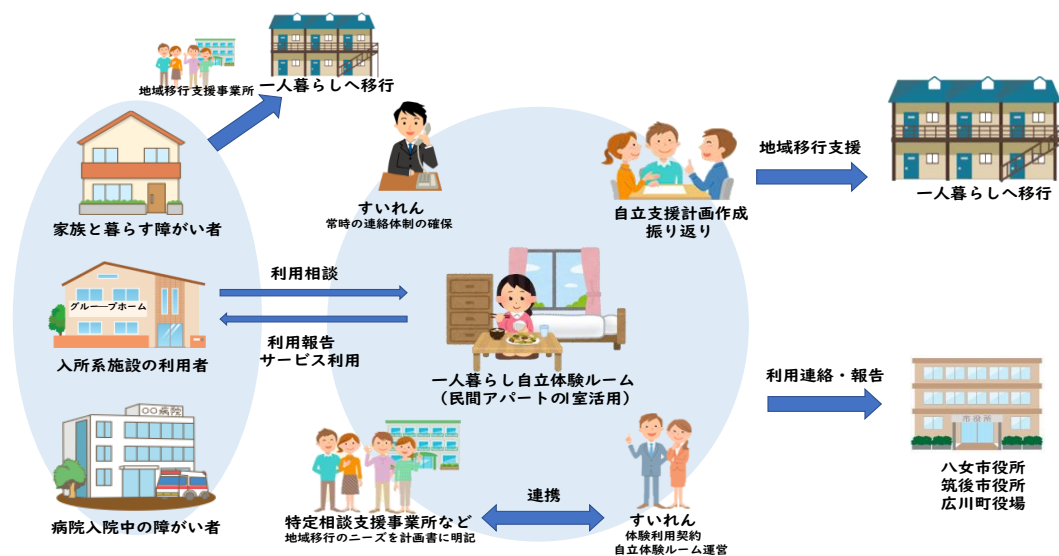 地域移行支援事業所
一人暮らしへ移行
家族と暮らす障がい者
グループホーム
入所系施設の利用者
〇〇病院
病院入院中の障がい者
すいれん
常時の連絡体制の確保
利用相談
利用報告
サービス利用
自立支援計画作成
振り返り
一人暮らし自立体験ルーム
（民間アパートの1室活用）
特定相談支援事業所など
地域移行のニーズを計画書に明記
連携
すいれん
体験利用契約
自立体験ルーム運営
地域移行支援
一人暮らしへ移行
利用連絡・報告
市役所
八女市役所
筑後市役所
広川町役場